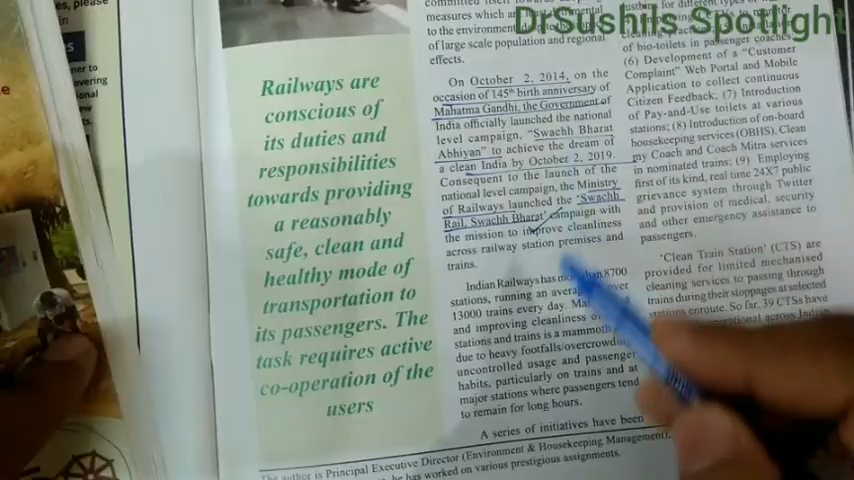 DrSushils Spotlight
es, please
ner to
overing
ional
ew
ks.
Railways are
conscious of
its duties and
responsibilities
towards providing
a reasonably
safe, clean and
healthy mode of
transportation to
its passengers. The
task requires active
co-operation of the
users
committed itself
measures which are
to the environment
of large scale population and regional
effects.
On October 2, 2014, on the
occasion of 145th birth anniversary of
Mahatma Gandhi, the Government of
India officially launched the national
level campaign, "Swachh Bharat
Abhiyan" to achieve the dream of
a clean India by October 2, 2019.
Consequent to the launch of the
national level campaign, the Ministry
of Railways launched the 'Swachh
Rail, Swachh Bharat' campaign with
the mission to improve cleanliness
across railway station premises and
trains.
Indian Railways has more than 8700
stations, running an average over
13000 trains every day.
and improving cleanliness
stations and trains is a mammoth
due to heavy footfalls/overcrowding
uncontrolled usage and passenger
habits, particularly on trains and at
major stations where passengers tend
to remain for long hours.
A series of initiatives have been
for different
of bio-toilets in passenger coaches
(6) Development of a "Customer
Complaint" Web Portal and Mobile
Application to collect continuous
Citizen Feedback; (7) Introduction
of Pay-and-Use toilets at various
stations; (8) Introduction of on-board
housekeeping services (OBHS), Clean
my Coach and Coach Mitra services
in nominated trains; (9) Employing
first of its kind, real time 24X7 public
grievance system through Twitter
and provision of medical, security
and other emergency assistance to
passengers.
'Clean Train Station' (CTS) are
provided for limited mechanised
cleaning services to passing through
trains during their stoppages at selected
stations enroute. So far, 39 CTSs have
operational across Indian
The author is Principal Executive Director (Environment & Housekeeping Management),
he has worked on various prestigious assignments.